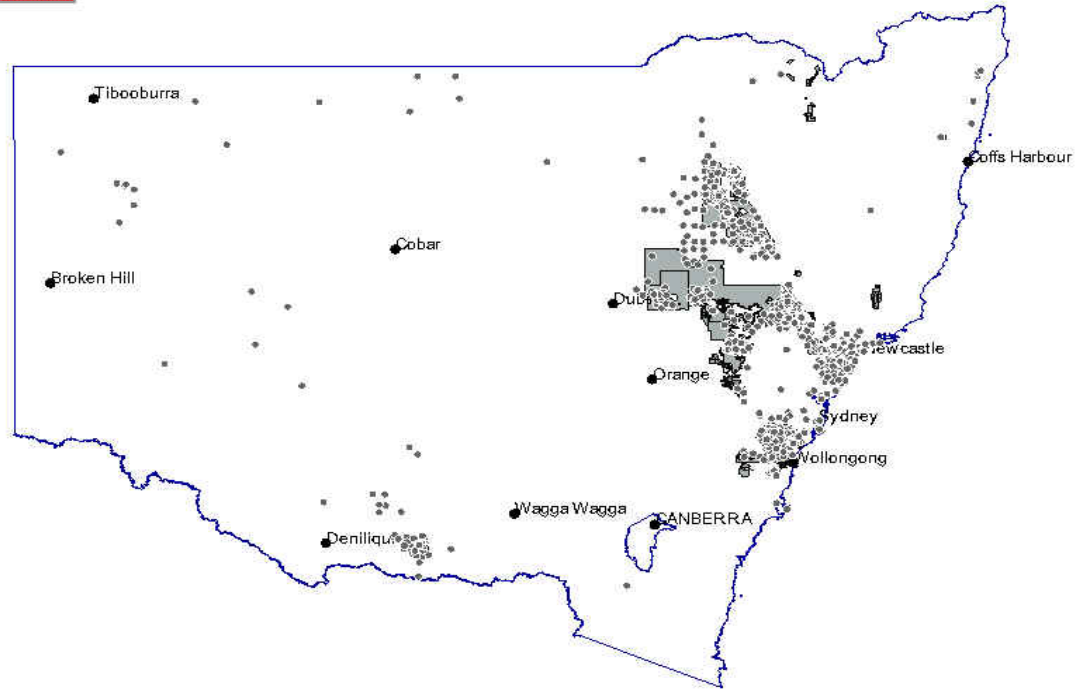 Tibooburra
Coffs Harbour
Cobar
Broken Hill
Orange
Sydney
Wollongong
Wagga Wagga
CANBERRA